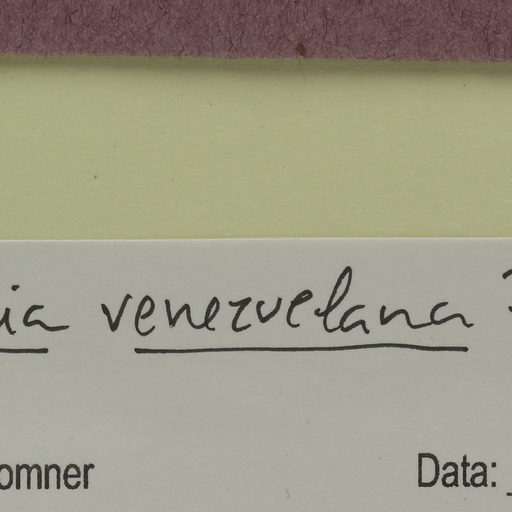 ia venezuelana
omner Data: